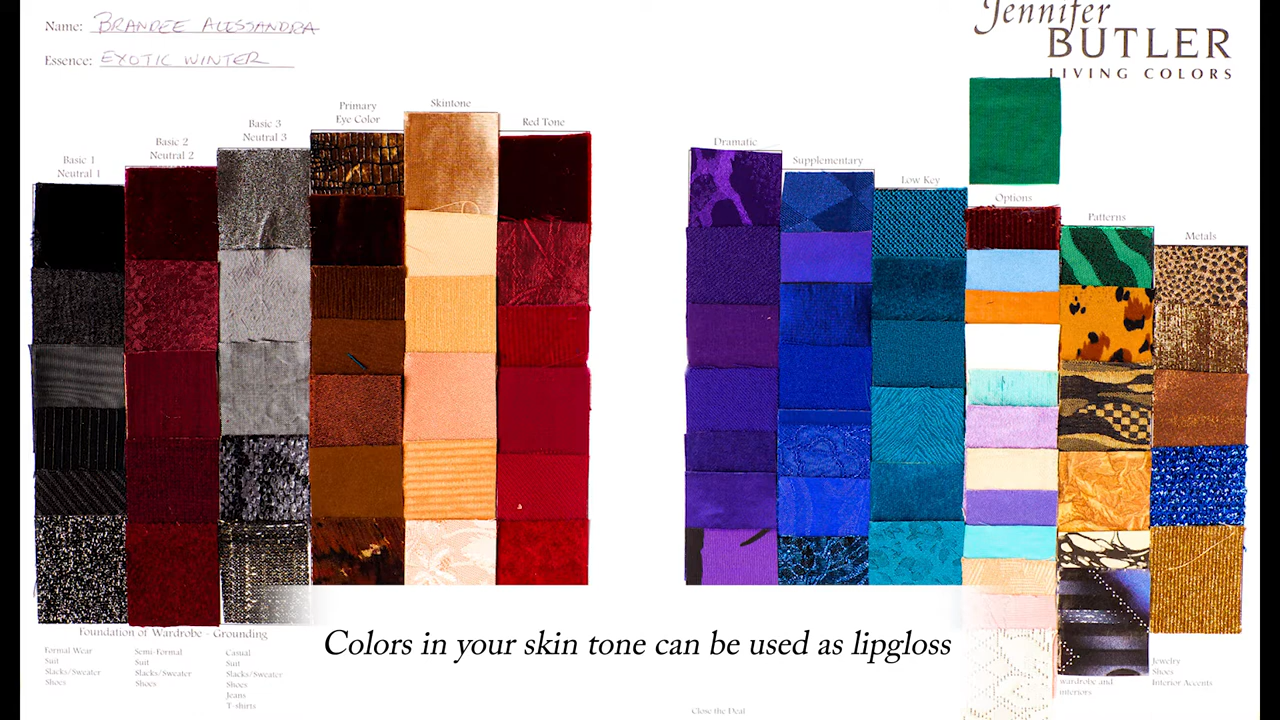 Name: BRANDEE ALESSANDRA
Essence: EXOTIC WINTER
Jennifer
BUTLER
LIVING COLORS
Basic 1
Neutral 1
Basic 2
Neutral 2
Basic 3
Neutral 3
Primary
Eye Color
Skintone
Red Tone
Dramatic
Supplementary
Low Key
Options
Patterns
Metals
Foundation of Wardrobe - Grounding
Formal Wear
Suit
Slacks/Sweater
Shoes
Semi-Formal
Suit
Slacks/Sweater
Shoes
Casual
Suit
Slacks/Sweater
Shoes
Jeans
T-shirts
Colors in your skin tone can be used as lipgloss
Close the Deal
wardrobe and
interiors
Jewelry
Shoes
Interior Accents